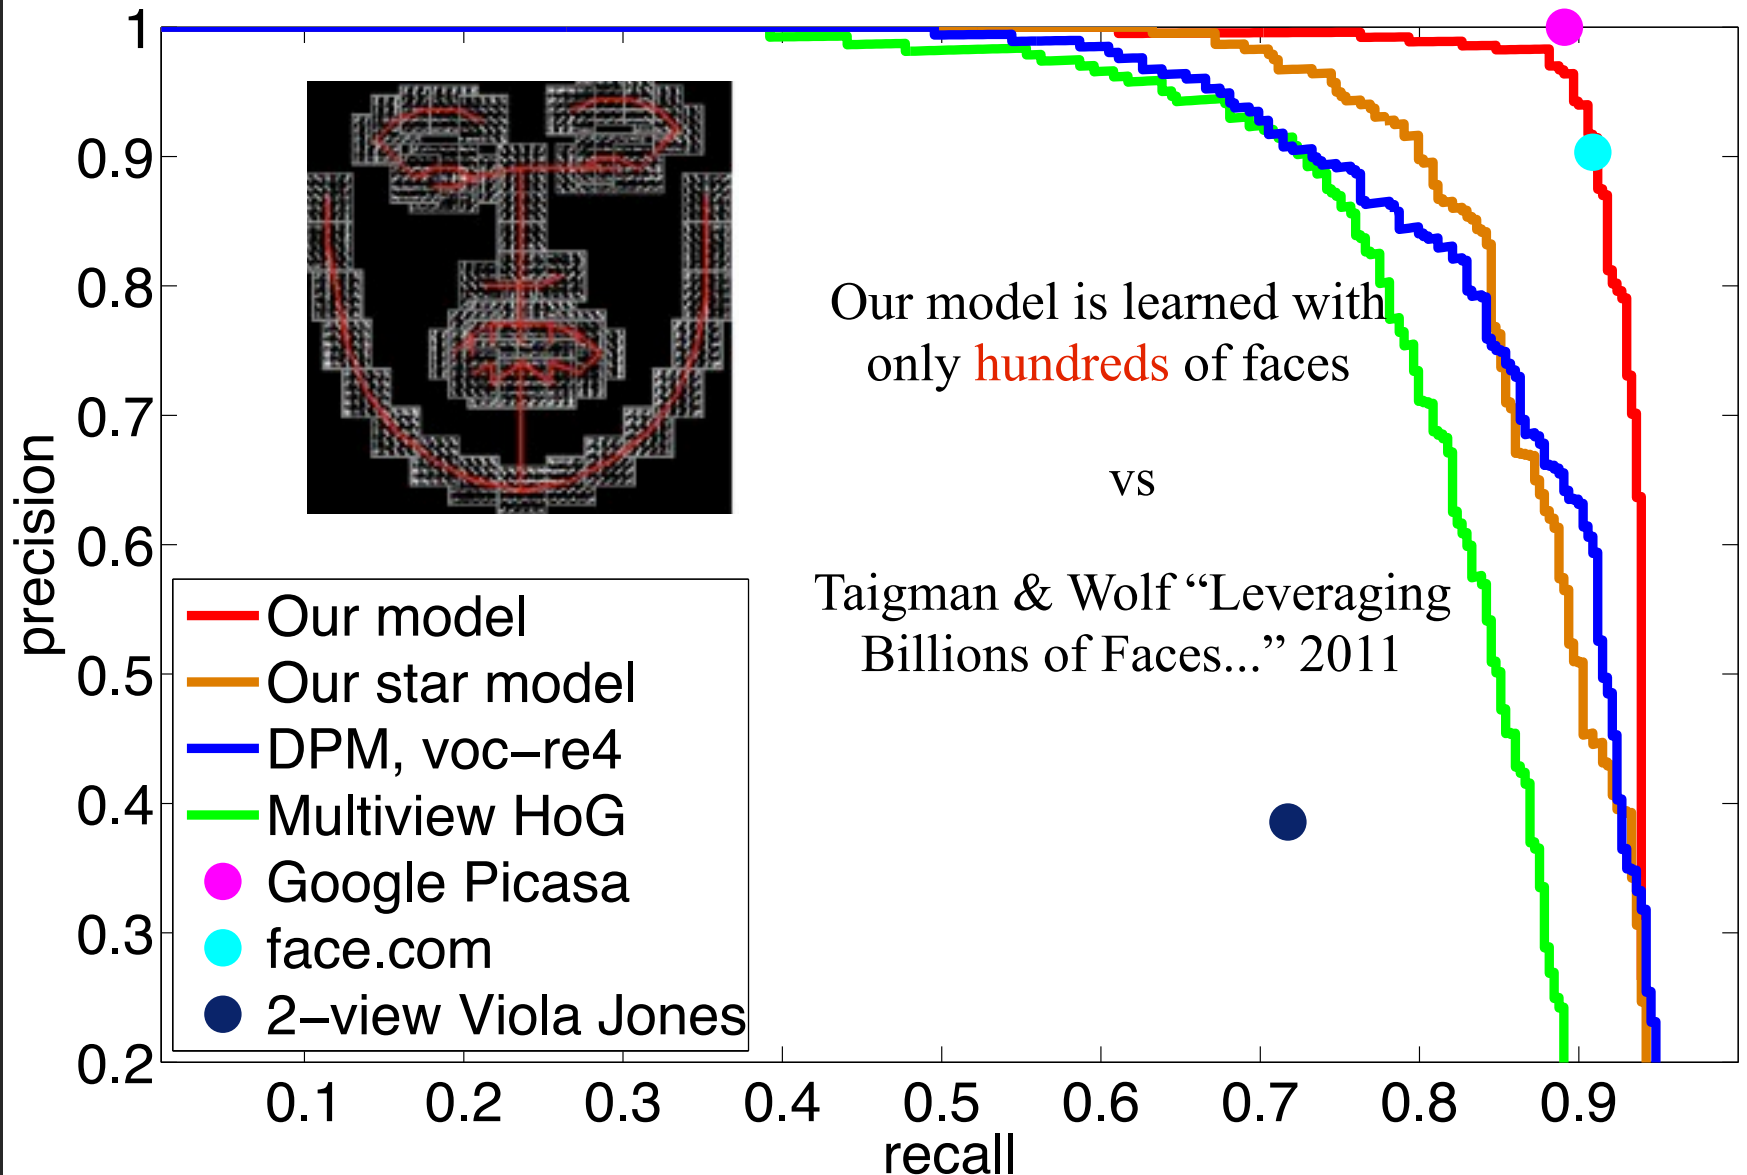 1
0.9
0.8
0.7
0.6
0.5
0.4
0.3
0.2
precision
Our model is learned with
only hundreds of faces
vs
Taigman & Wolf “Leveraging
Billions of Faces...” 2011
Our model
Our star model
DPM, voc−re4
Multiview HoG
Google Picasa
face.com
2−view Viola Jones
0.1 0.2 0.3 0.4 0.5 0.6 0.7 0.8 0.9
recall